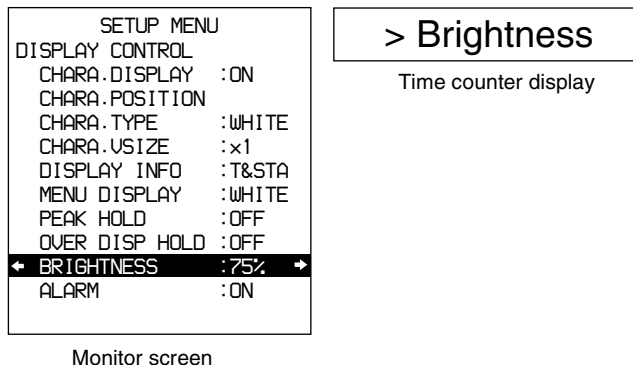 SETUP MENU
DISPLAY CONTROL
CHARA.DISPLAY :ON
CHARA.POSITION
CHARA.TYPE :WHITE
CHARA.VSIZE :×1
DISPLAY INFO :T&STA
MENU DISPLAY :WHITE
PEAK HOLD :OFF
OVER DISP HOLD :OFF
← BRIGHTNESS :75% →
ALARM :ON
Monitor screen
> Brightness
Time counter display